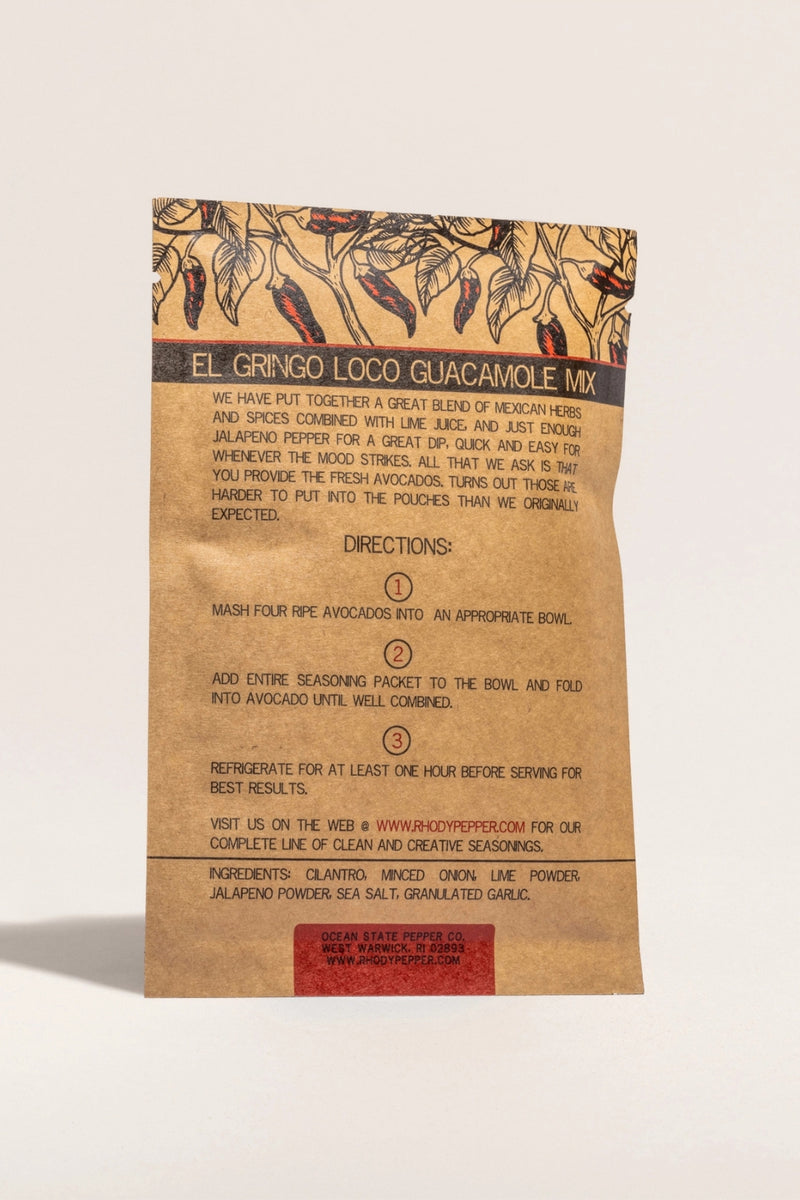 EL GRINGO LOCO GUACAMOLE MIX
WE HAVE PUT TOGETHER A GREAT BLEND OF MEXICAN HERBS
AND SPICES COMBINED WITH LIME JUICE, AND JUST ENOUGH
JALAPENO PEPPER FOR A GREAT DIP, QUICK AND EASY FOR
WHENEVER THE MOOD STRIKES. ALL THAT WE ASK IS THAT
YOU PROVIDE THE FRESH AVOCADOS. TURNS OUT THOSE ARE
HARDER TO PUT INTO THE POUCHES THAN WE ORIGINALLY
EXPECTED.
DIRECTIONS:
1
MASH FOUR RIPE AVOCADOS INTO AN APPROPRIATE BOWL.
2
ADD ENTIRE SEASONING PACKET TO THE BOWL AND FOLD
INTO AVOCADO UNTIL WELL COMBINED.
3
REFRIGERATE FOR AT LEAST ONE HOUR BEFORE SERVING FOR
BEST RESULTS.
VISIT US ON THE WEB @ WWW.RHODYPEPPER.COM FOR OUR
COMPLETE LINE OF CLEAN AND CREATIVE SEASONINGS.
INGREDIENTS: CILANTRO, MINCED ONION, LIME POWDER,
JALAPENO POWDER, SEA SALT, GRANULATED GARLIC.
OCEAN STATE PEPPER CO.
WEST WARWICK, RI 02893
WWW.RHODYPEPPER.COM